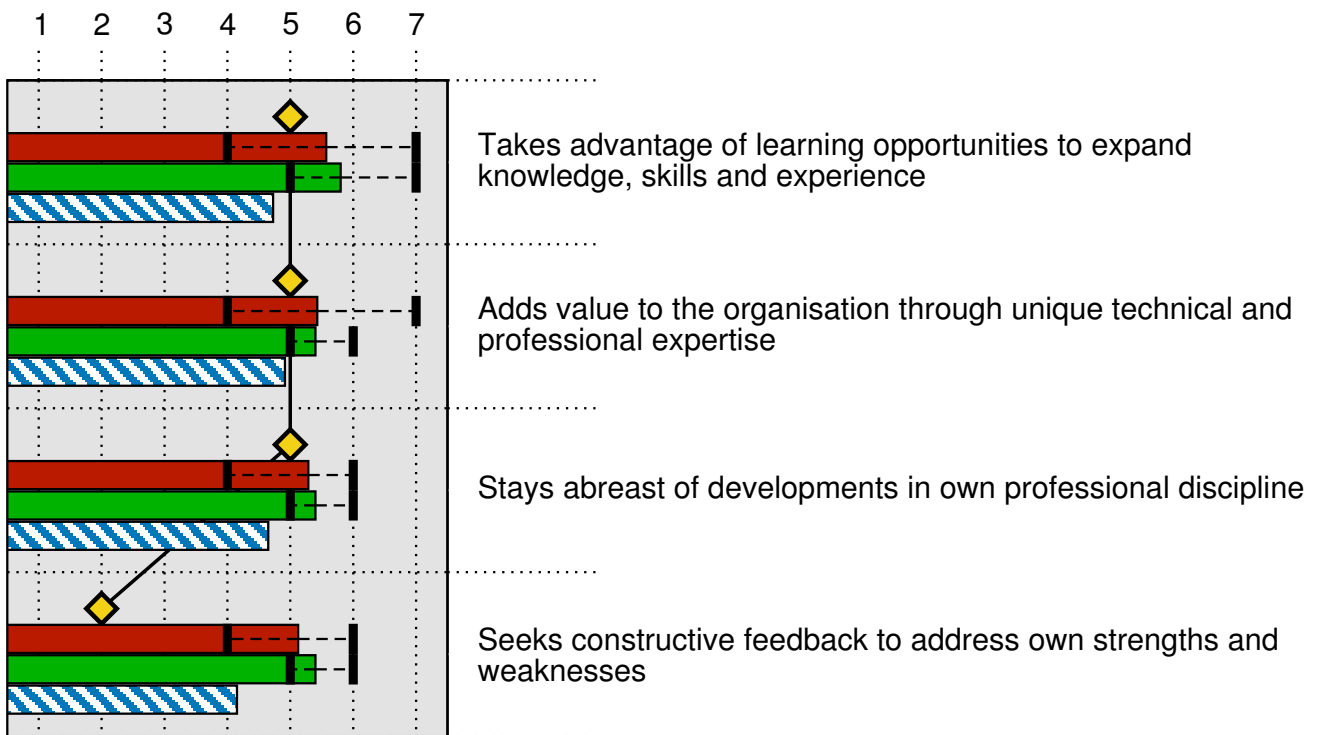 1 2 3 4 5 6 7
Takes advantage of learning opportunities to expand
knowledge, skills and experience
Adds value to the organisation through unique technical and
professional expertise
Stays abreast of developments in own professional discipline
Seeks constructive feedback to address own strengths and
weaknesses